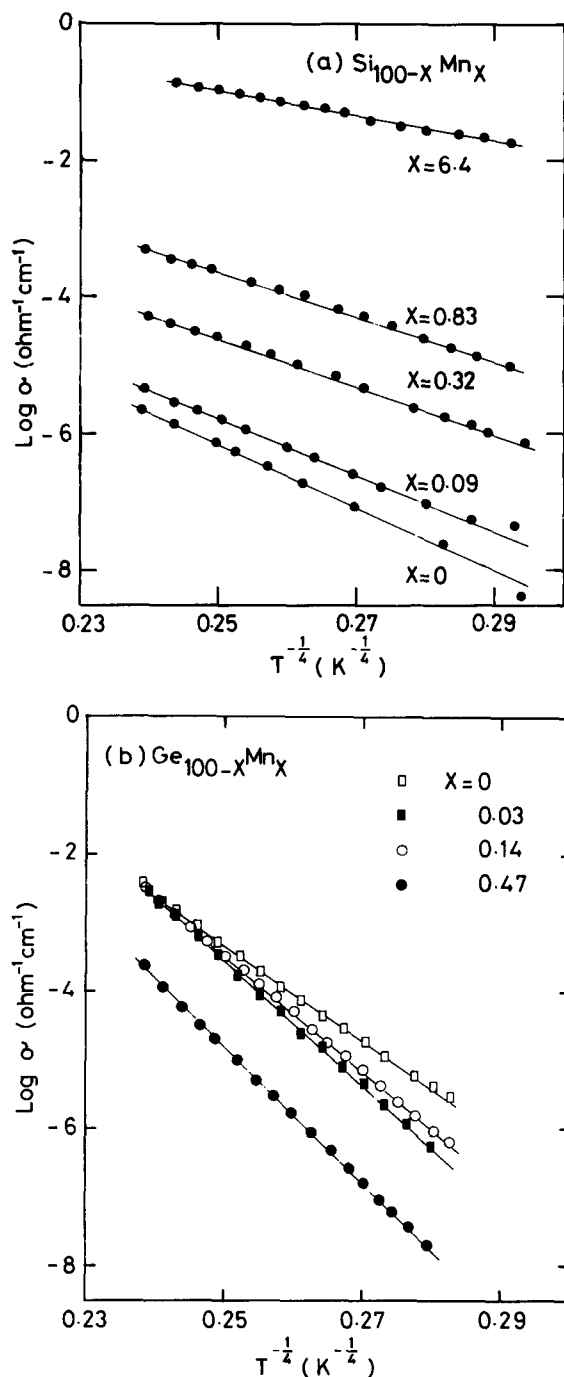 0
(a) Si₁₀₀₋ₓ Mnₓ
X=6.4
-2
X=0.83
-4
X=0.32
-6
X=0.09
X=0
-8
Log σ (ohm⁻¹cm⁻¹)
0.23 0.25 0.27 0.29
T^{-1/4} (K^{-1/4})
0
(b) Ge₁₀₀₋ₓMnₓ
X=0
0.03
0.14
0.47
-2
-4
-6
-8
Log σ (ohm⁻¹cm⁻¹)
0.23 0.25 0.27 0.29
T^{-1/4} (K^{-1/4})